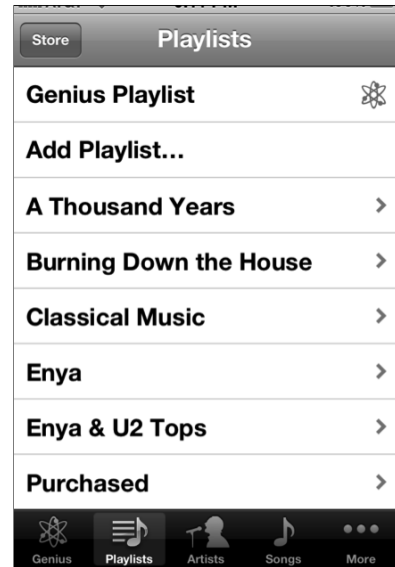 Store Playlists
Genius Playlist
Add Playlist...
A Thousand Years
Burning Down the House
Classical Music
Enya
Enya & U2 Tops
Purchased
Genius Playlists Artists Songs More